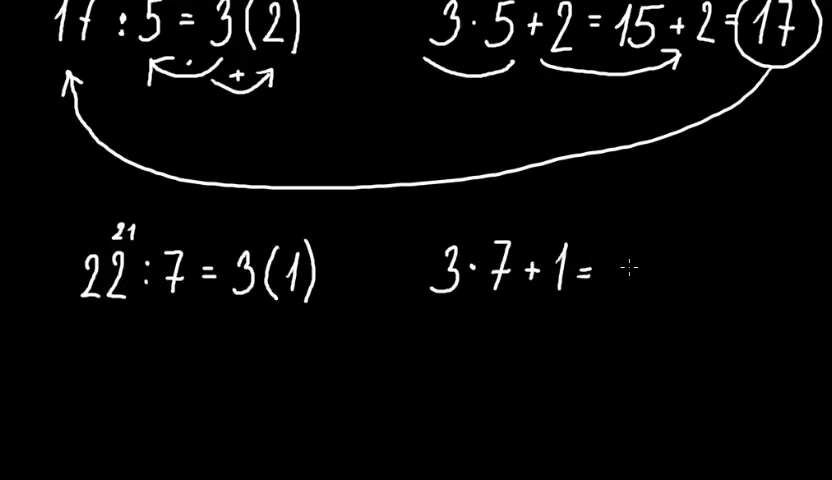 17 : 5 = 3 (2) 3 · 5 + 2 = 15 + 2 = 17
· +
21
22 : 7 = 3 (1) 3 · 7 + 1 =